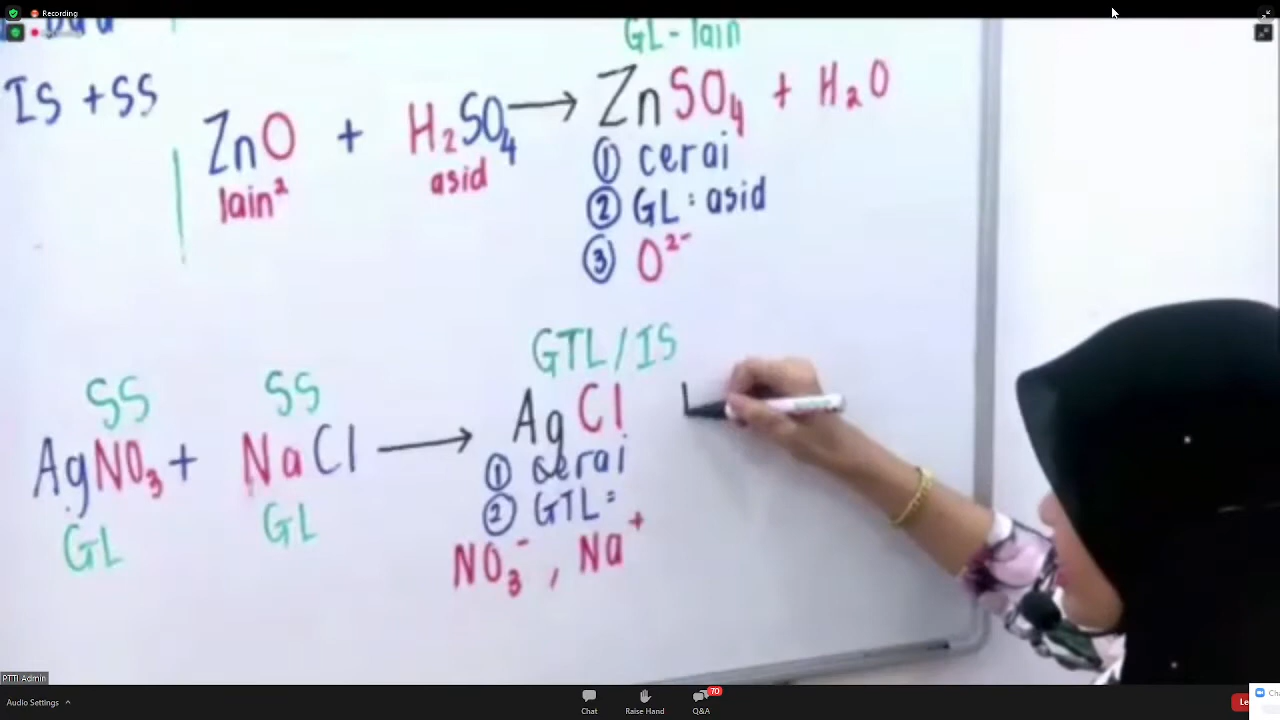 Recording
GL - lain
IS + SS
ZnO + H₂SO₄ → ZnSO₄ + H₂O
lain² asid
① cerai
② GL : asid
③ O²⁻
GTL / IS
SS SS
AgNO₃ + NaCl → AgCl
GL GL
① cerai
② GTL =
NO₃⁻ , Na⁺
PTTI Admin
Audio Settings
Chat
Raise Hand
70
Q&A